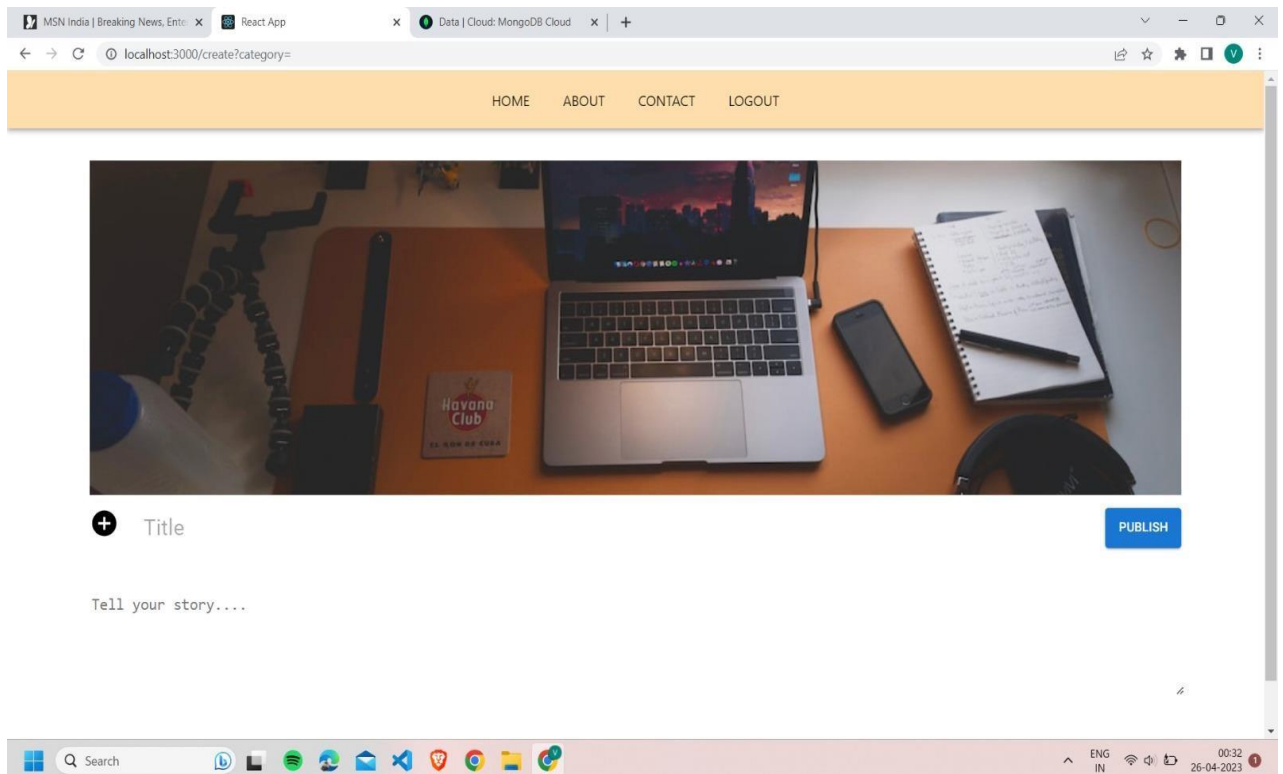 MSN India | Breaking News, Ente
React App
Data | Cloud: MongoDB Cloud
localhost:3000/create?category=
V
HOME ABOUT CONTACT LOGOUT
Havana
Club
Title
PUBLISH
Tell your story....
Search
ENG
IN
00:32
26-04-2023
1